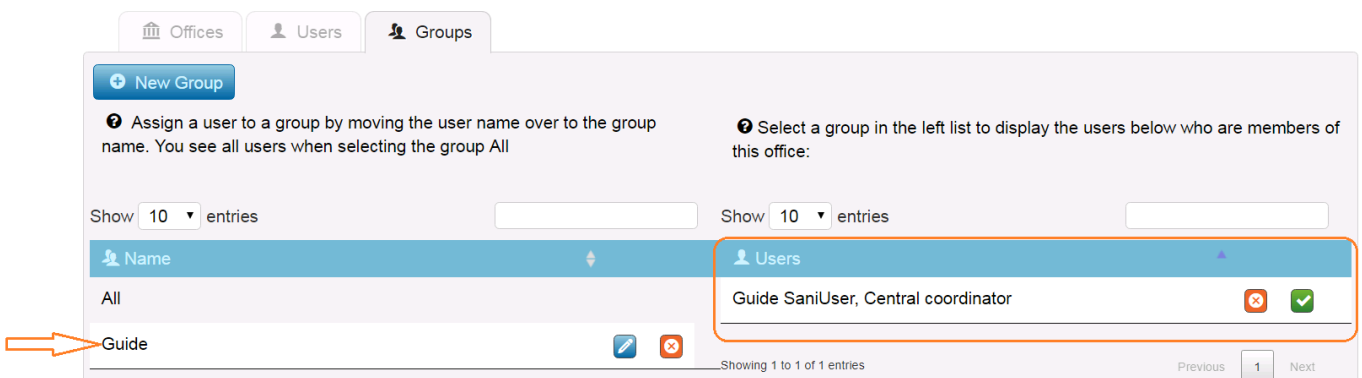 Offices Users Groups
New Group
Assign a user to a group by moving the user name over to the group
name. You see all users when selecting the group All
Select a group in the left list to display the users below who are members of
this office:
Show 10 entries
Show 10 entries
Name
Users
All
Guide SaniUser, Central coordinator
Guide
Showing 1 to 1 of 1 entries
Previous 1 Next